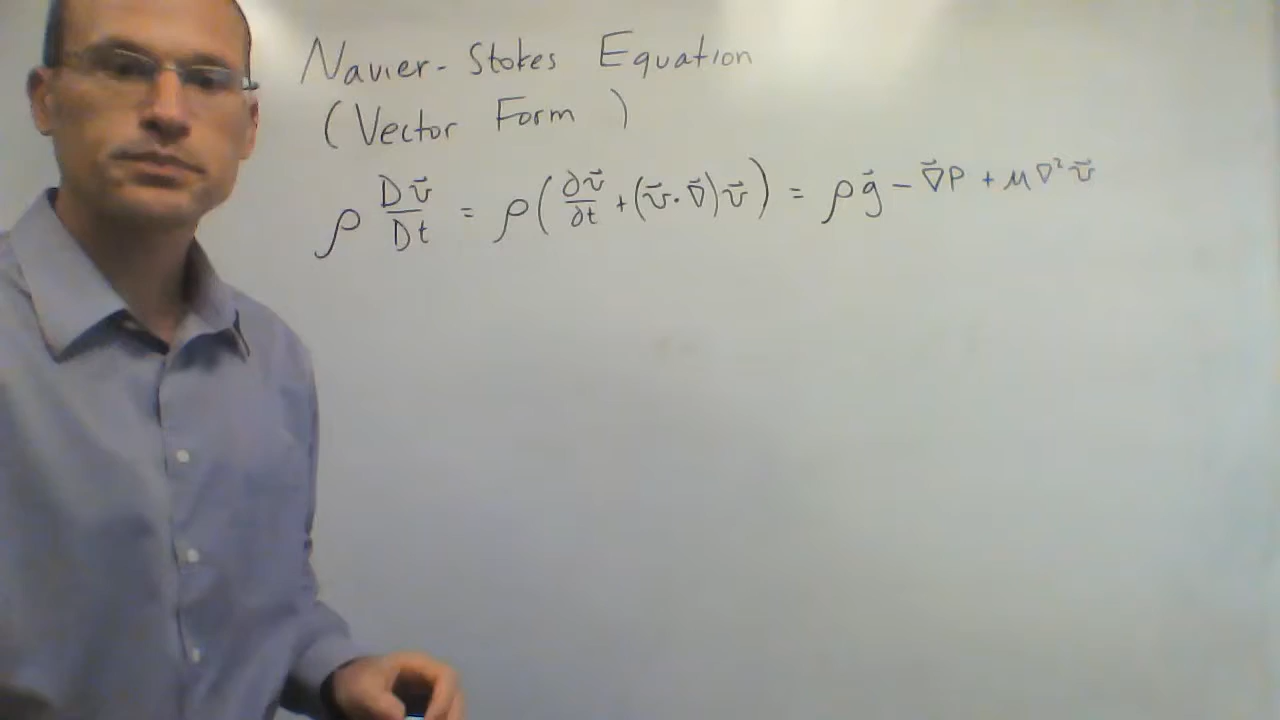 Navier-Stokes Equation
(Vector Form)
ρ Dv⃗/Dt = ρ(∂v⃗/∂t + (v⃗·∇⃗)v⃗) = ρg⃗ - ∇⃗P + μ∇²v⃗